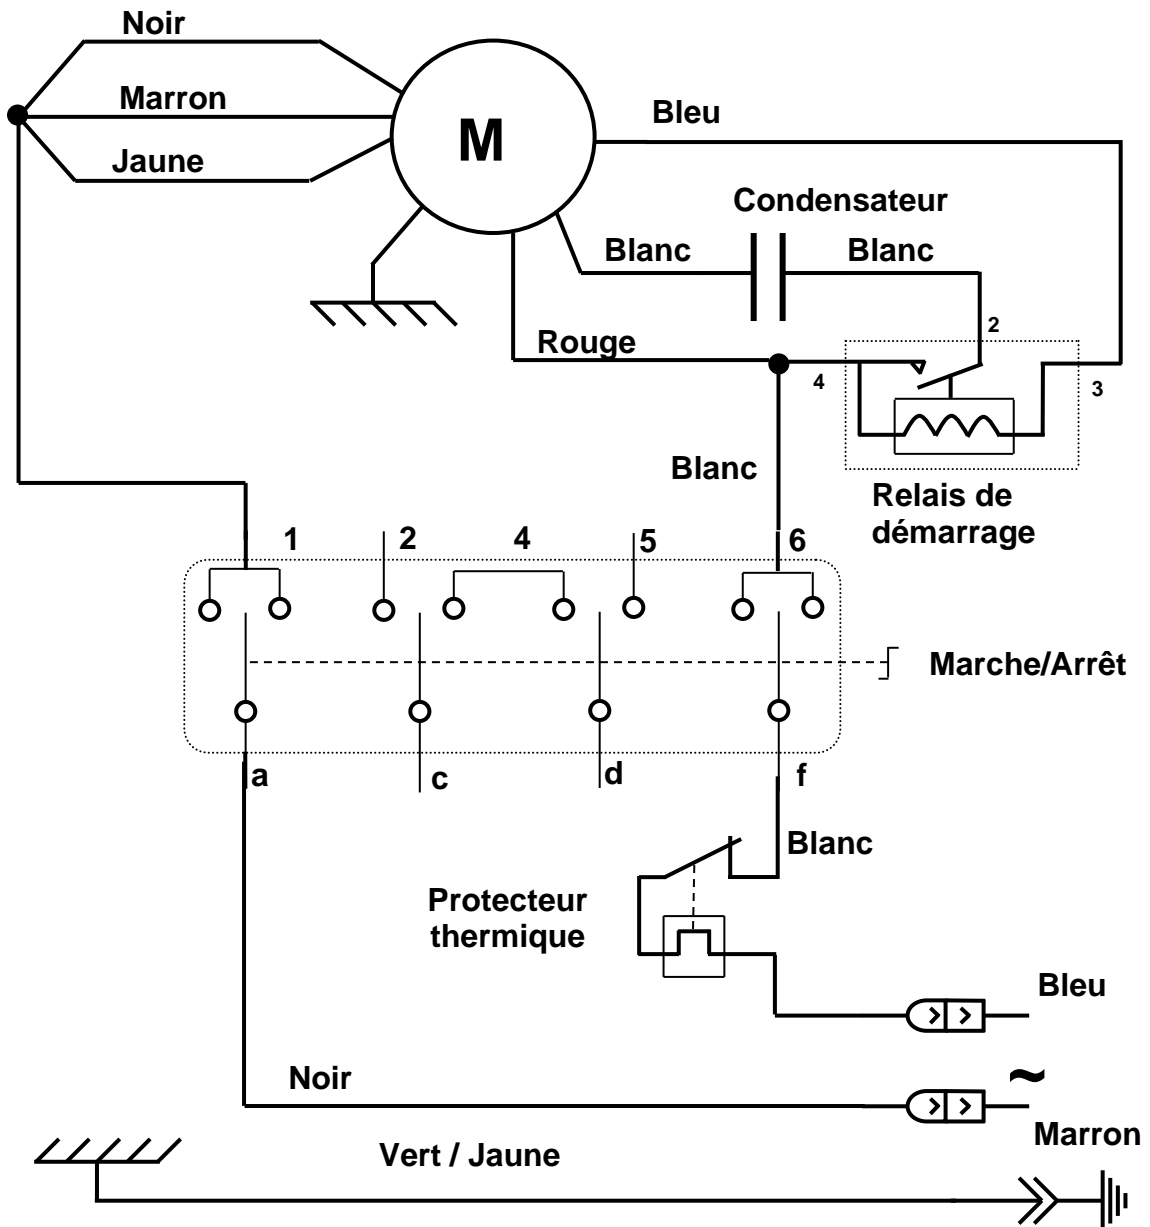 Noir
Marron
Jaune
M
Bleu
Condensateur
Blanc
Blanc
2
Rouge
4
3
Blanc
Relais de
démarrage
1
2
4
5
6
Marche/Arrêt
a
c
d
f
Blanc
Protecteur
thermique
Bleu
Noir
~
Marron
Vert / Jaune